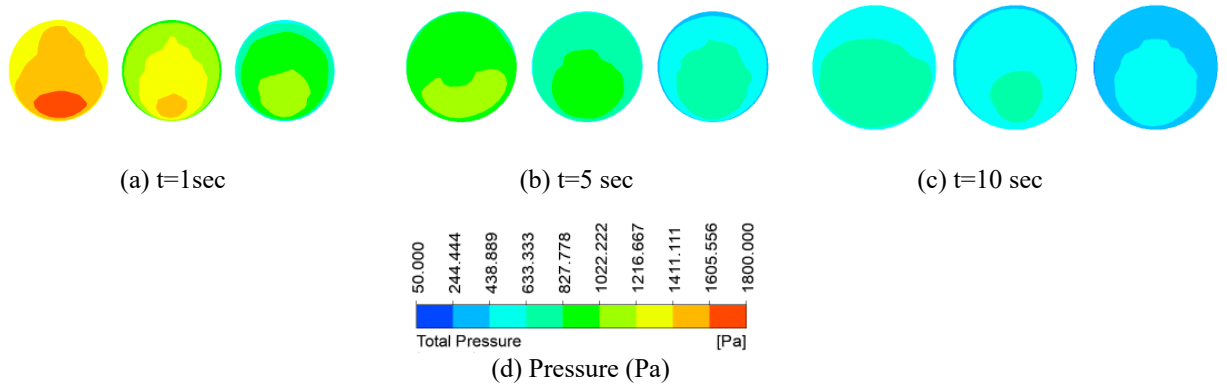 (a) t=1sec
(b) t=5 sec
(c) t=10 sec
50.000
244.444
438.889
633.333
827.778
1022.222
1216.667
1411.111
1605.556
1800.000
Total Pressure [Pa]
(d) Pressure (Pa)